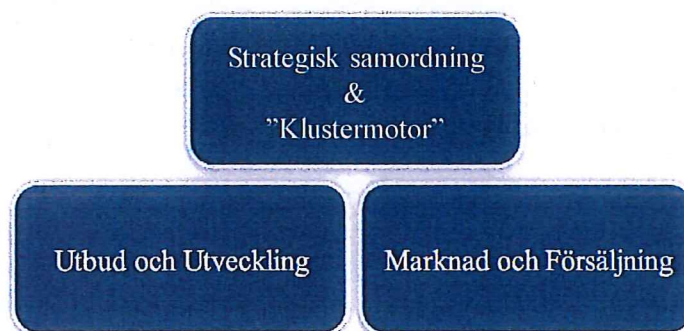 Strategisk samordning
&
”Klustermotor”
Utbud och Utveckling
Marknad och Försäljning